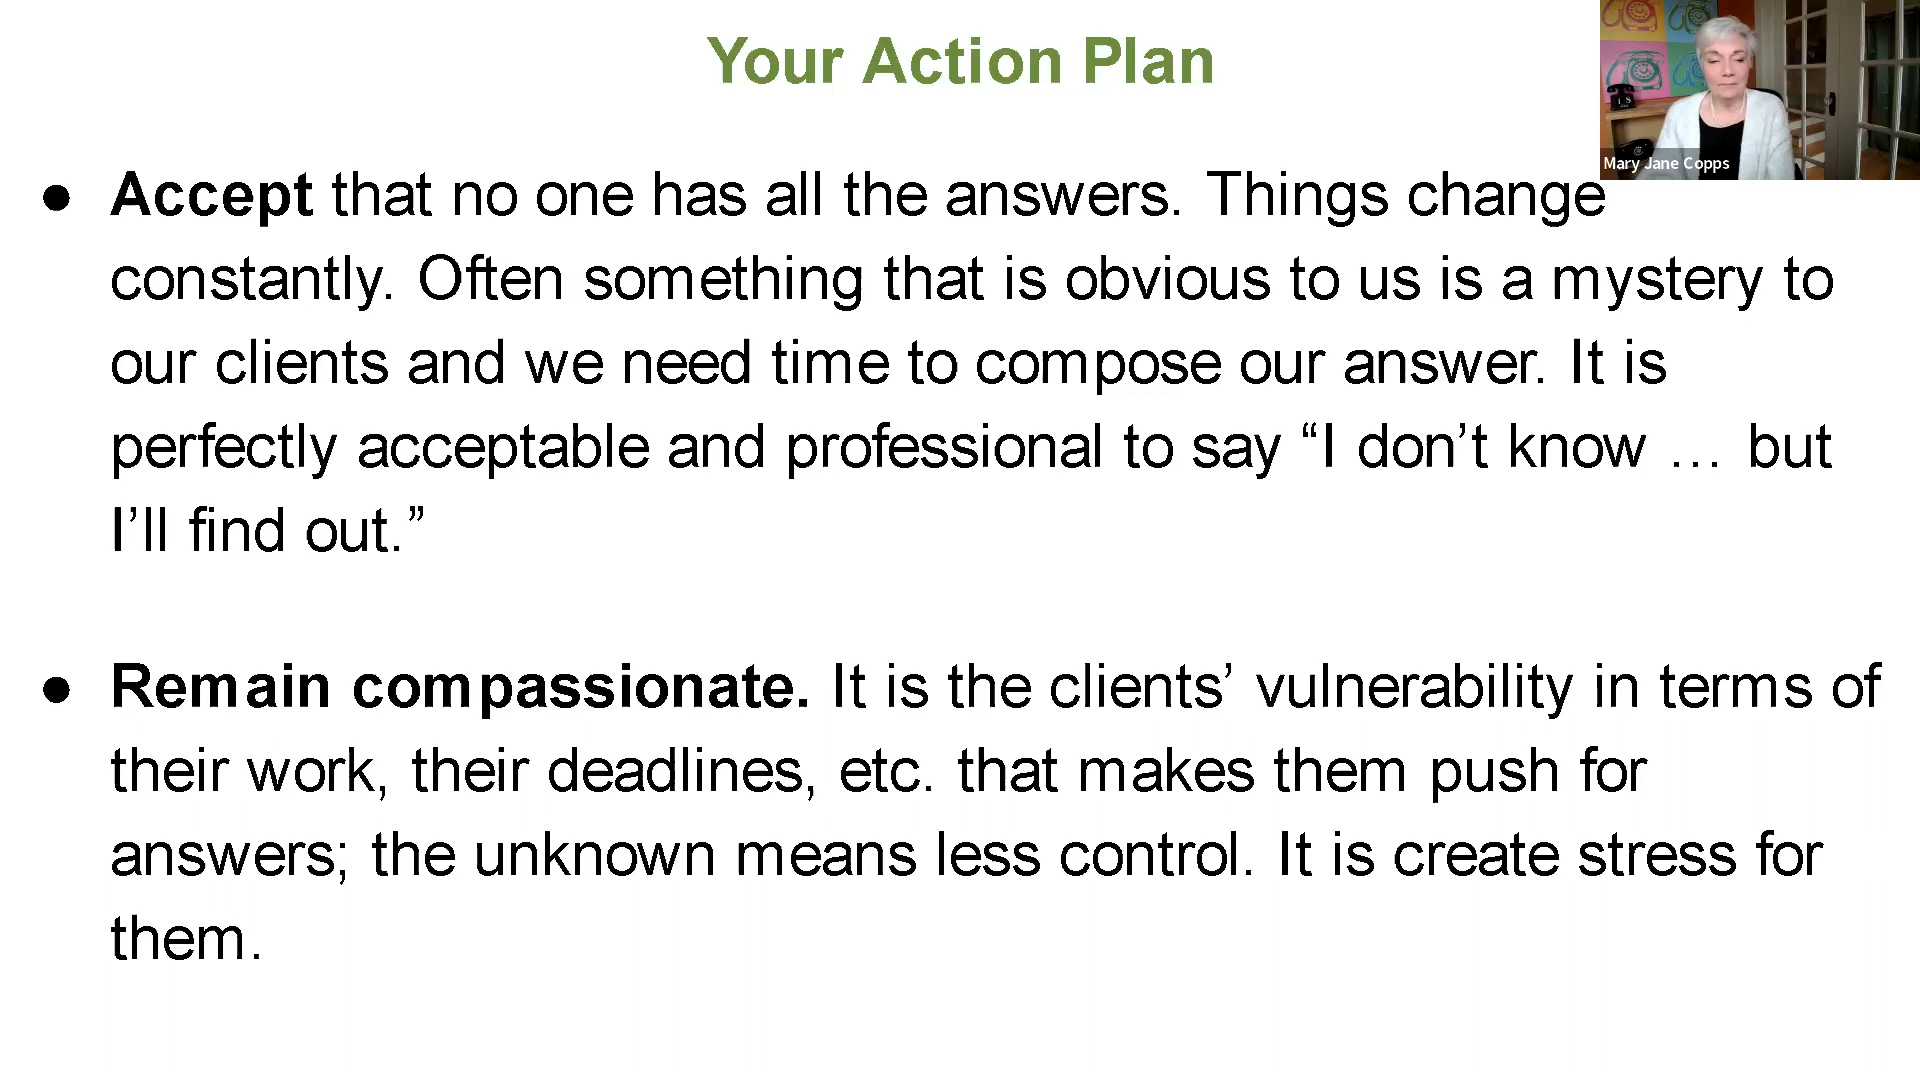 Your Action Plan
Mary Jane Copps
● Accept that no one has all the answers. Things change
constantly. Often something that is obvious to us is a mystery to
our clients and we need time to compose our answer. It is
perfectly acceptable and professional to say “I don’t know … but
I’ll find out.”
● Remain compassionate. It is the clients’ vulnerability in terms of
their work, their deadlines, etc. that makes them push for
answers; the unknown means less control. It is create stress for
them.